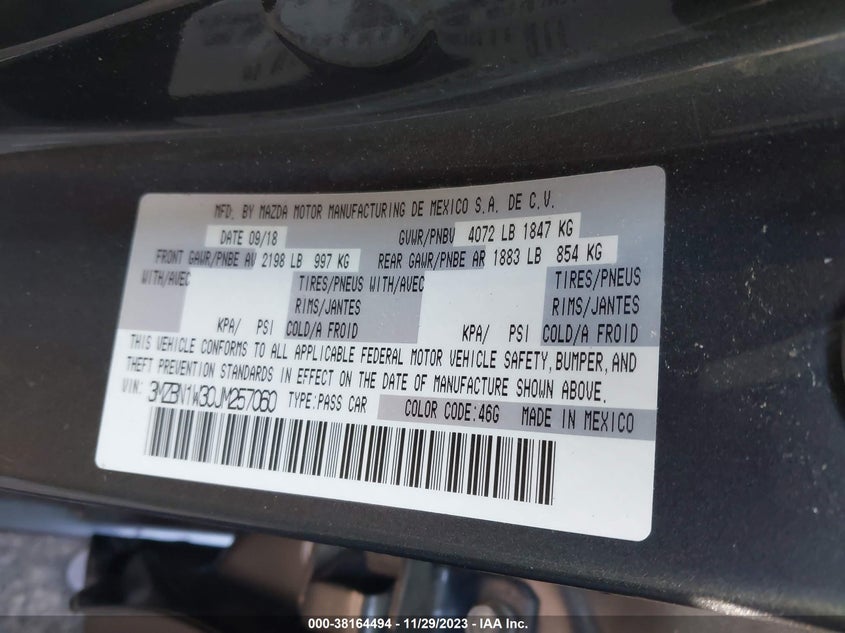 MFD. BY MAZDA MOTOR MANUFACTURING DE MEXICO S.A. DE C.V.
DATE 09/18 GVWR/PNBV 4072 LB 1847 KG
FRONT GAWR/PNBE AV 2198 LB 997 KG REAR GAWR/PNBE AR 1883 LB 854 KG
WITH/AVEC TIRES/PNEUS WITH/AVEC TIRES/PNEUS
RIMS/JANTES RIMS/JANTES
KPA/ PSI COLD/A FROID KPA/ PSI COLD/A FROID
THIS VEHICLE CONFORMS TO ALL APPLICABLE FEDERAL MOTOR VEHICLE SAFETY, BUMPER, AND
THEFT PREVENTION STANDARDS IN EFFECT ON THE DATE OF MANUFACTURE SHOWN ABOVE.
VIN: 3MZBN1W30JM257060 TYPE:PASS CAR COLOR CODE:46G MADE IN MEXICO
000-38164494 — 11/29/2023 — IAA Inc.